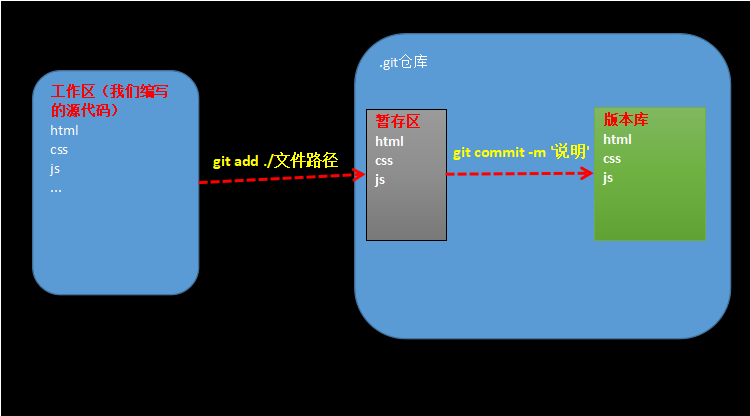 .git仓库
工作区（我们编写
的源代码）
html
css
js
...
git add ./文件路径
暂存区
html
css
js
git commit -m '说明'
版本库
html
css
js